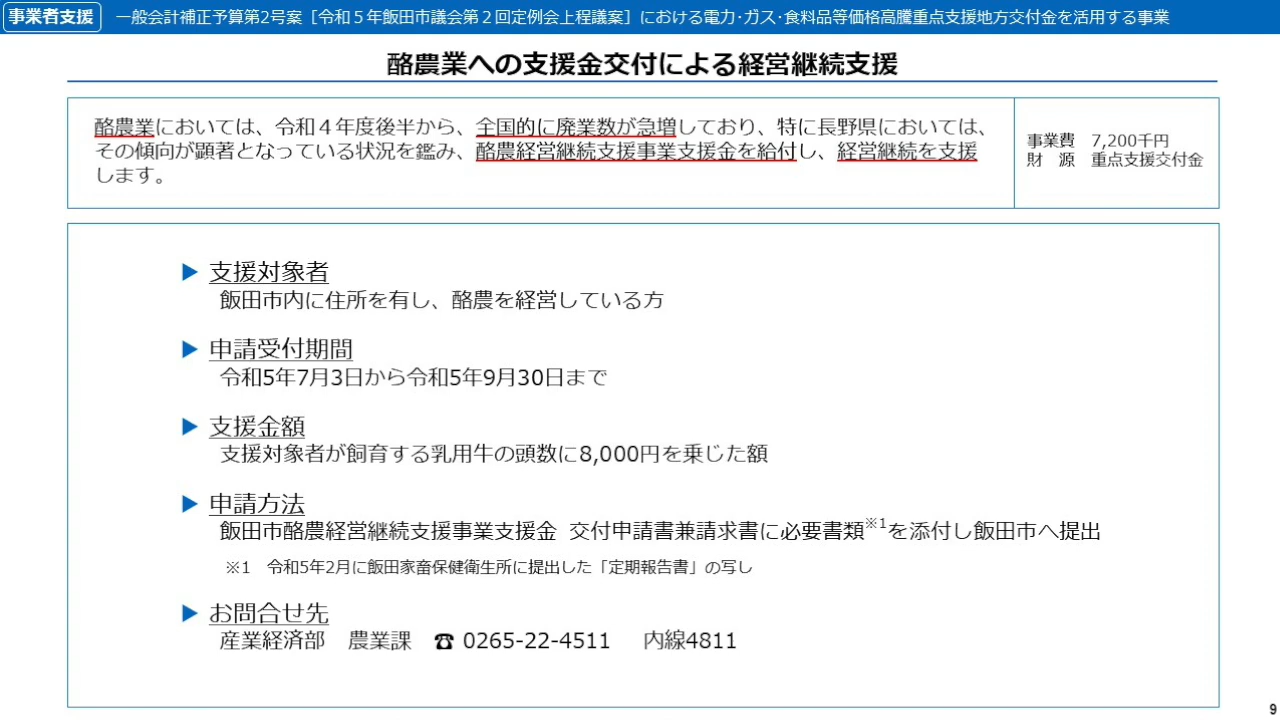 事業者支援
一般会計補正予算第2号案［令和５年飯田市議会第２回定例会上程議案］における電力･ガス･食料品等価格高騰重点支援地方交付金を活用する事業
酪農業への支援金交付による経営継続支援
酪農業においては、令和４年度後半から、全国的に廃業数が急増しており、特に長野県においては、
その傾向が顕著となっている状況を鑑み、酪農経営継続支援事業支援金を給付し、経営継続を支援
します。
事業費　7,200千円
財　源　重点支援交付金
▶ 支援対象者
飯田市内に住所を有し、酪農を経営している方
▶ 申請受付期間
令和5年7月3日から令和5年9月30日まで
▶ 支援金額
支援対象者が飼育する乳用牛の頭数に8,000円を乗じた額
▶ 申請方法
飯田市酪農経営継続支援事業支援金 交付申請書兼請求書に必要書類※1を添付し飯田市へ提出
※1　令和5年2月に飯田家畜保健衛生所に提出した「定期報告書」の写し
▶ お問合せ先
産業経済部　農業課　☎ 0265-22-4511　内線4811
9